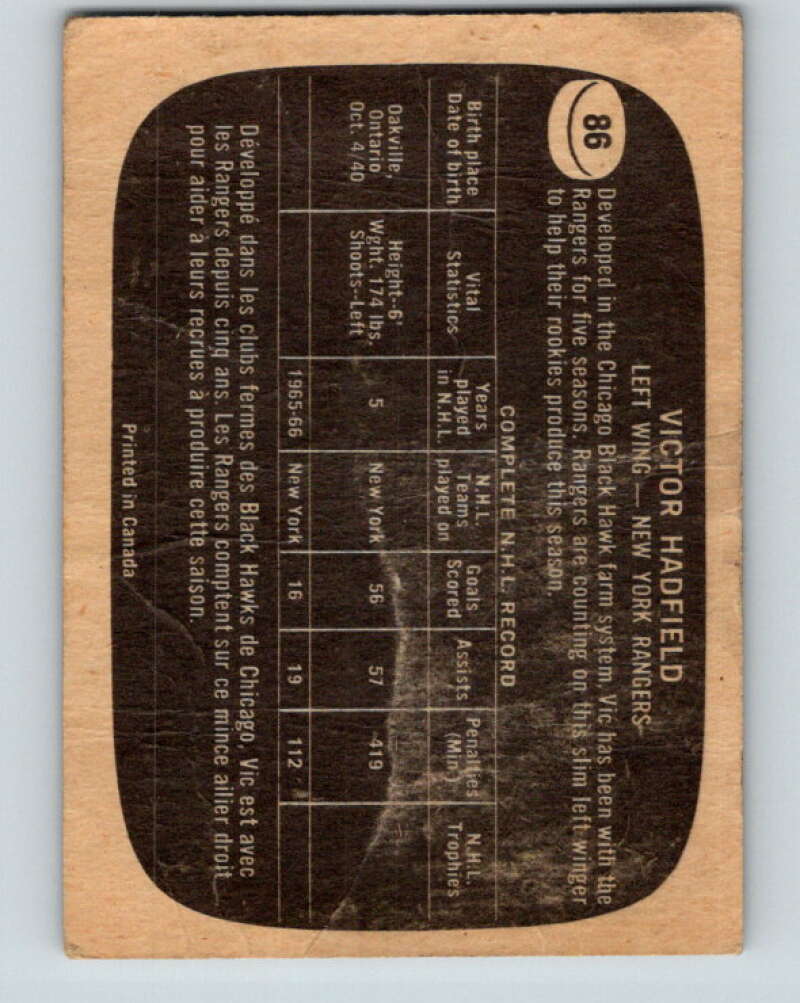 86
VICTOR HADFIELD
LEFT WING — NEW YORK RANGERS
Developed in the Chicago Black Hawk farm system, Vic has been with the
Rangers for five seasons. Rangers are counting on this slim left winger
to help their rookies produce this season.
COMPLETE N.H.L. RECORD
Birth place
Date of birth
Vital
Statistics
Years
played
in N.H.L.
N.H.L.
Teams
played on
Goals
Scored
Assists
Penalties
(Min)
N.H.L.
Trophies
Oakville,
Ontario
Oct. 4/40
Height--6'
Wght. 174 lbs.
Shoots--Left
5
New York
56
57
419
1965-66
New York
16
19
112
Développé dans les clubs fermes des Black Hawks de Chicago, Vic est avec
les Rangers depuis cinq ans. Les Rangers comptent sur ce mince ailier droit
pour aider à leurs recrues à produire cette saison.
Printed in Canada